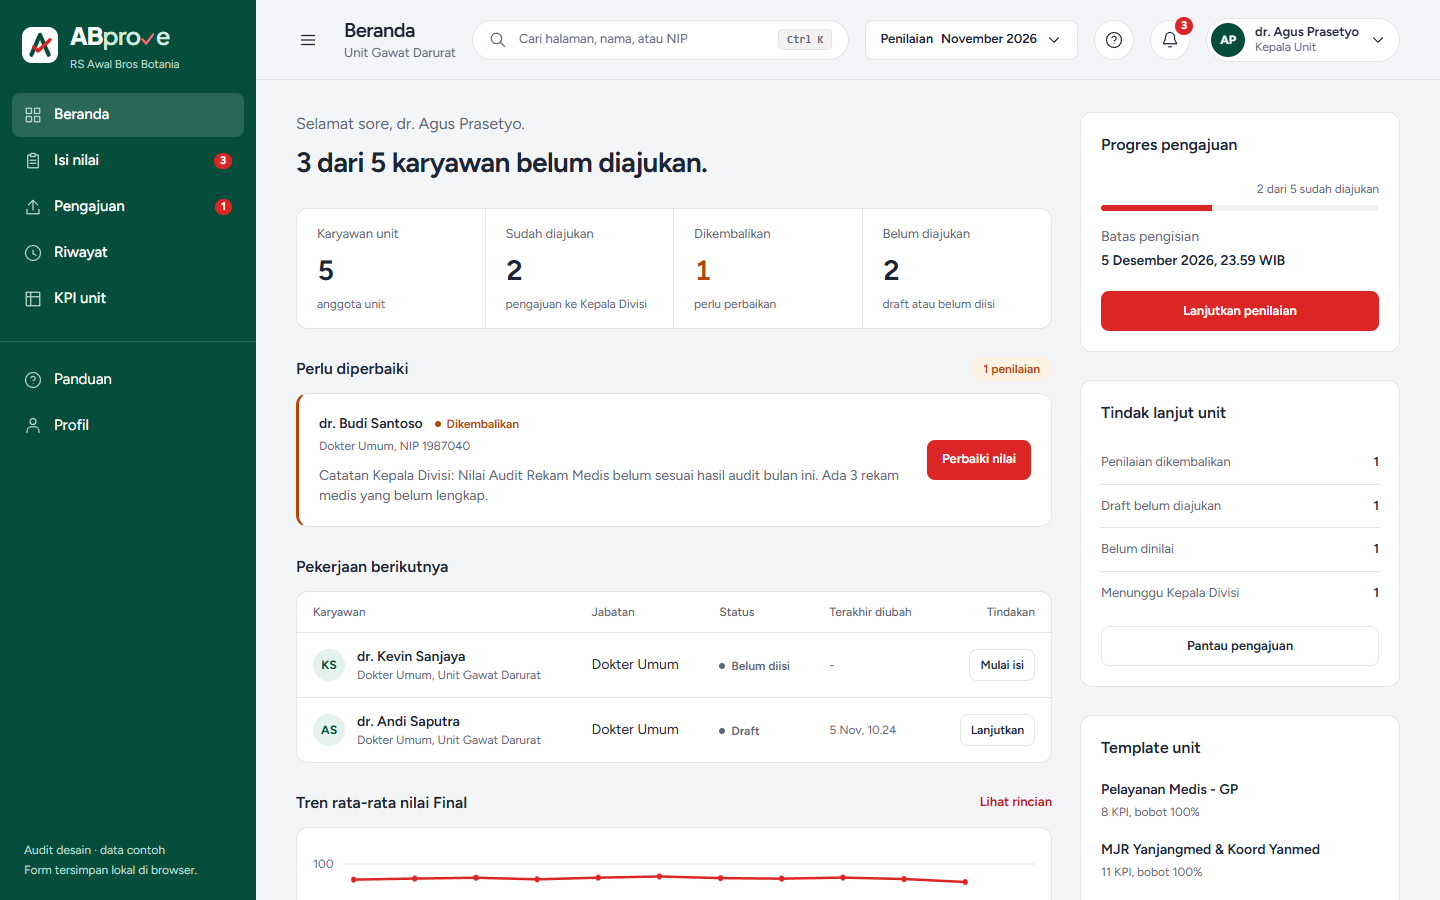 ABprove
RS Awal Bros Botania
Beranda
Isi nilai 3
Pengajuan 1
Riwayat
KPI unit
Panduan
Profil
Audit desain · data contoh
Form tersimpan lokal di browser.
Beranda
Unit Gawat Darurat
Cari halaman, nama, atau NIP Ctrl K
Penilaian November 2026
3
AP
dr. Agus Prasetyo
Kepala Unit
Selamat sore, dr. Agus Prasetyo.
3 dari 5 karyawan belum diajukan.
Karyawan unit
5
anggota unit
Sudah diajukan
2
pengajuan ke Kepala Divisi
Dikembalikan
1
perlu perbaikan
Belum diajukan
2
draft atau belum diisi
Perlu diperbaiki 1 penilaian
dr. Budi Santoso Dikembalikan
Dokter Umum, NIP 1987040
Catatan Kepala Divisi: Nilai Audit Rekam Medis belum sesuai hasil audit bulan ini. Ada 3 rekam
medis yang belum lengkap.
Perbaiki nilai
Pekerjaan berikutnya
Karyawan Jabatan Status Terakhir diubah Tindakan
KS dr. Kevin Sanjaya Dokter Umum Belum diisi - Mulai isi
Dokter Umum, Unit Gawat Darurat
AS dr. Andi Saputra Dokter Umum Draft 5 Nov, 10.24 Lanjutkan
Dokter Umum, Unit Gawat Darurat
Tren rata-rata nilai Final Lihat rincian
100
Progres pengajuan
2 dari 5 sudah diajukan
Batas pengisian
5 Desember 2026, 23.59 WIB
Lanjutkan penilaian
Tindak lanjut unit
Penilaian dikembalikan 1
Draft belum diajukan 1
Belum dinilai 1
Menunggu Kepala Divisi 1
Pantau pengajuan
Template unit
Pelayanan Medis - GP
8 KPI, bobot 100%
MJR Yanjangmed & Koord Yanmed
11 KPI, bobot 100%